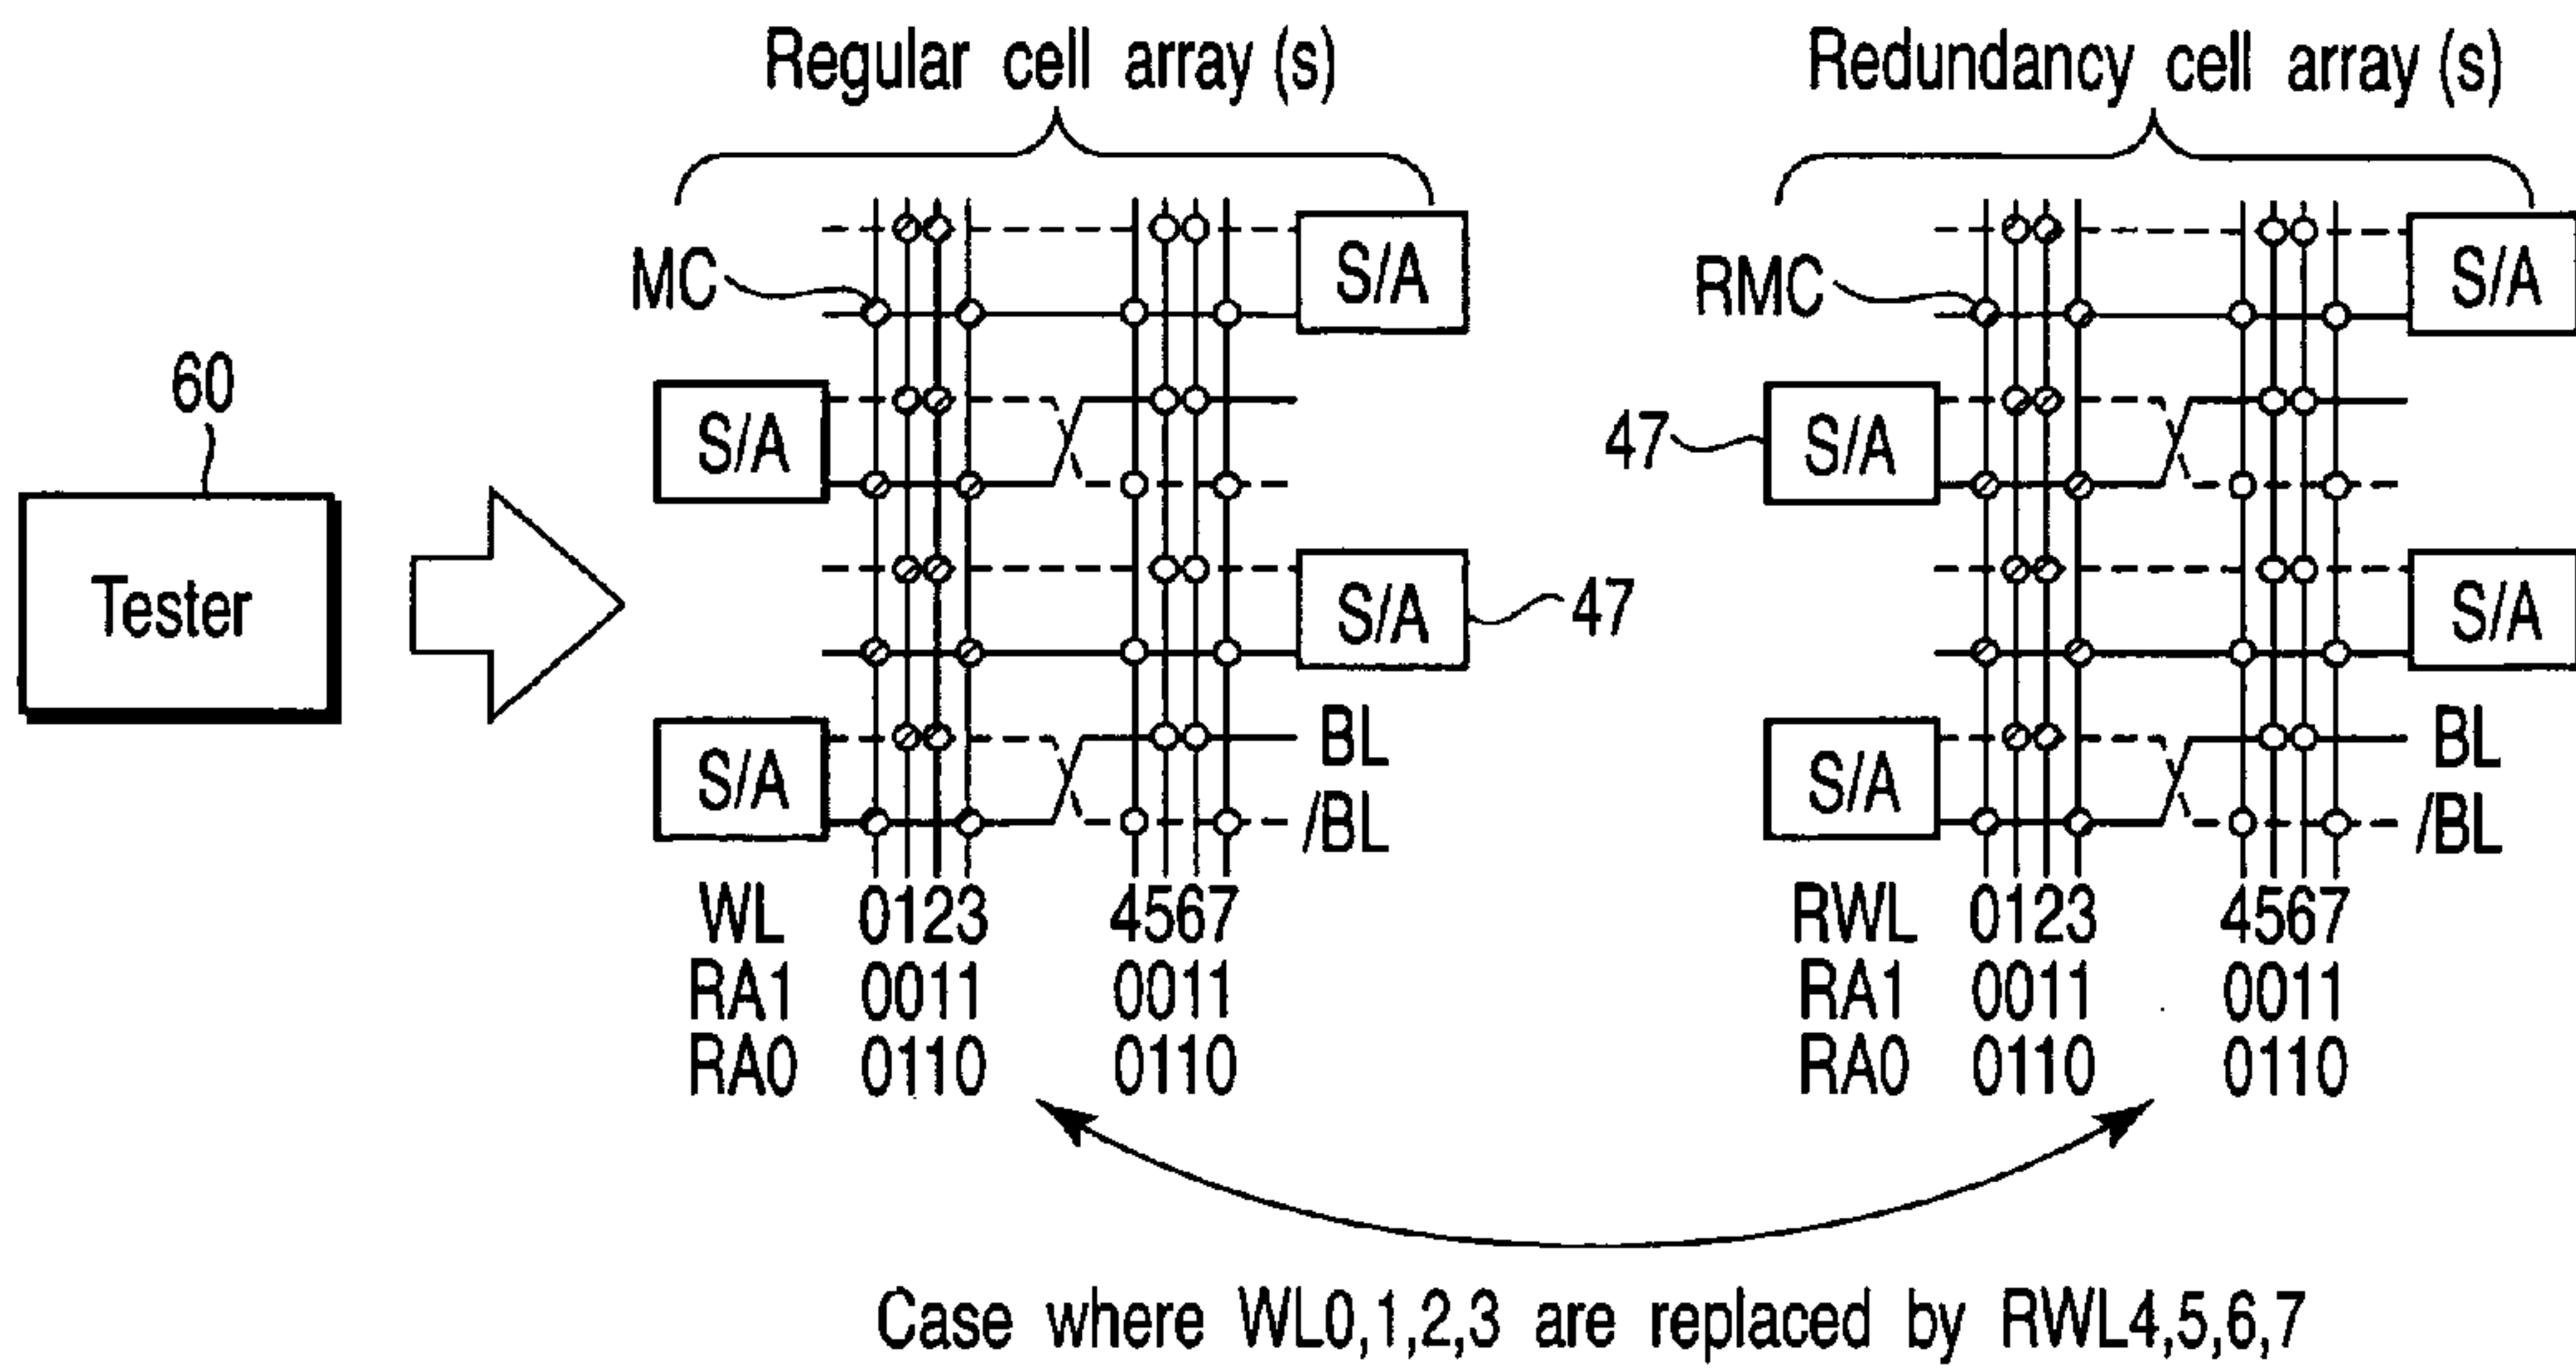 Regular cell array (s)
Redundancy cell array (s)
S/A
S/A
MC
RMC
60
S/A
47
S/A
Tester
S/A
47
S/A
S/A
BL
/BL
S/A
BL
/BL
WL 0123 4567
RA1 0011 0011
RA0 0110 0110
RWL 0123 4567
RA1 0011 0011
RA0 0110 0110
Case where WL0,1,2,3 are replaced by RWL4,5,6,7